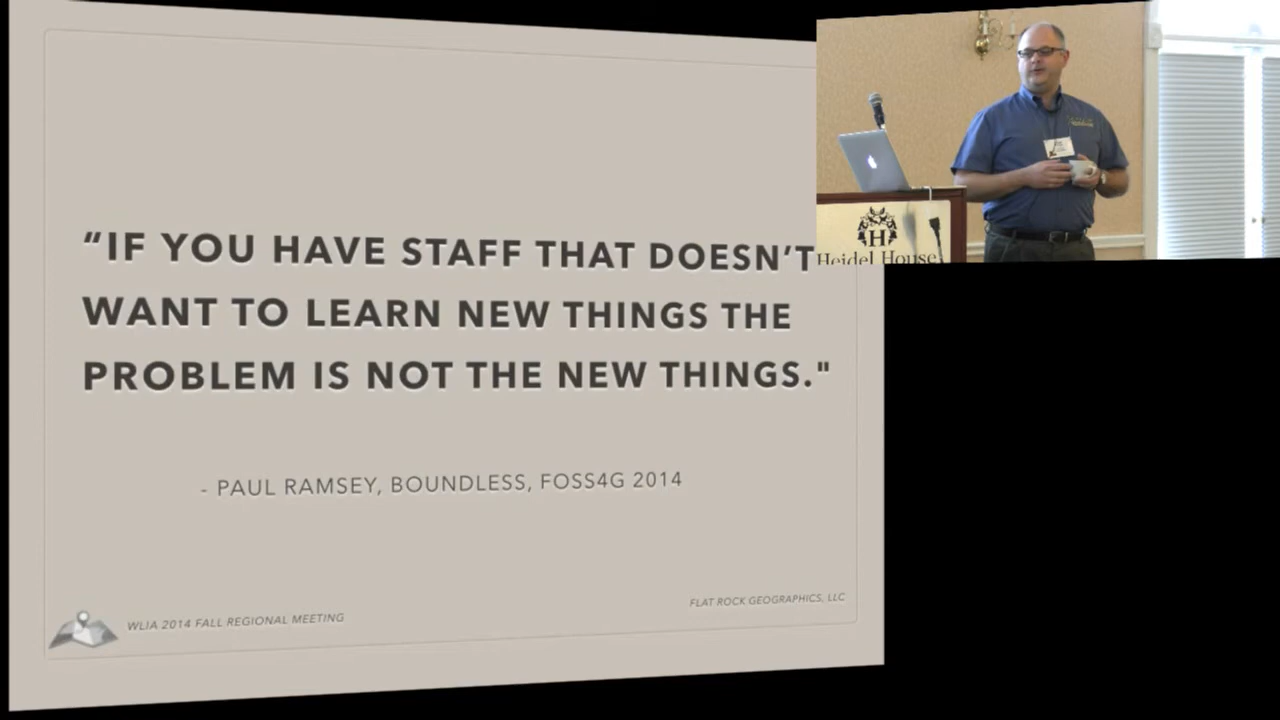 “IF YOU HAVE STAFF THAT DOESN’T
WANT TO LEARN NEW THINGS THE
PROBLEM IS NOT THE NEW THINGS."
- PAUL RAMSEY, BOUNDLESS, FOSS4G 2014
WLIA 2014 FALL REGIONAL MEETING
FLAT ROCK GEOGRAPHICS, LLC
H
Heidel House